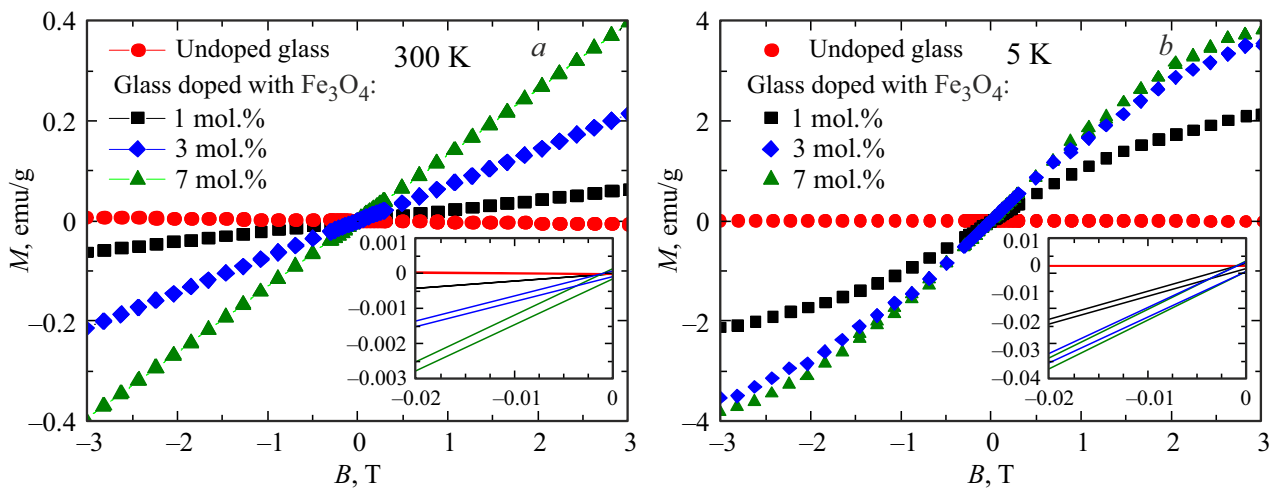 0.4
0.2
0
–0.2
–0.4
M, emu/g
Undoped glass
300 K
a
Glass doped with Fe₃O₄:
1 mol.%
3 mol.%
7 mol.%
0.001
0
–0.001
–0.002
–0.003
–0.02
–0.01
0
–3
–2
–1
0
1
2
3
B, T
4
2
0
–2
–4
M, emu/g
Undoped glass
5 K
b
Glass doped with Fe₃O₄:
1 mol.%
3 mol.%
7 mol.%
0.01
0
–0.01
–0.02
–0.03
–0.04
–0.02
–0.01
0
–3
–2
–1
0
1
2
3
B, T